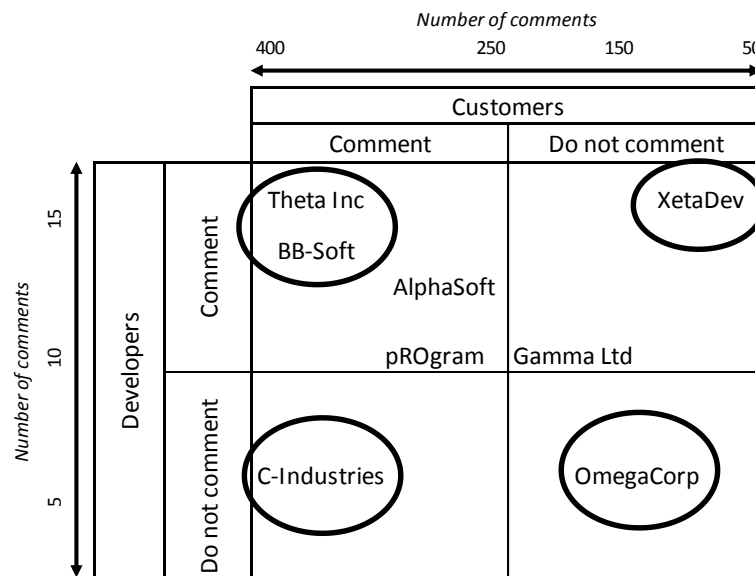 Number of comments
400 250 150 50
Customers
Comment Do not comment
Number of comments
15 10 5
Developers
Comment
Theta Inc XetaDev
BB-Soft
AlphaSoft
pROgram Gamma Ltd
Do not comment
C-Industries OmegaCorp